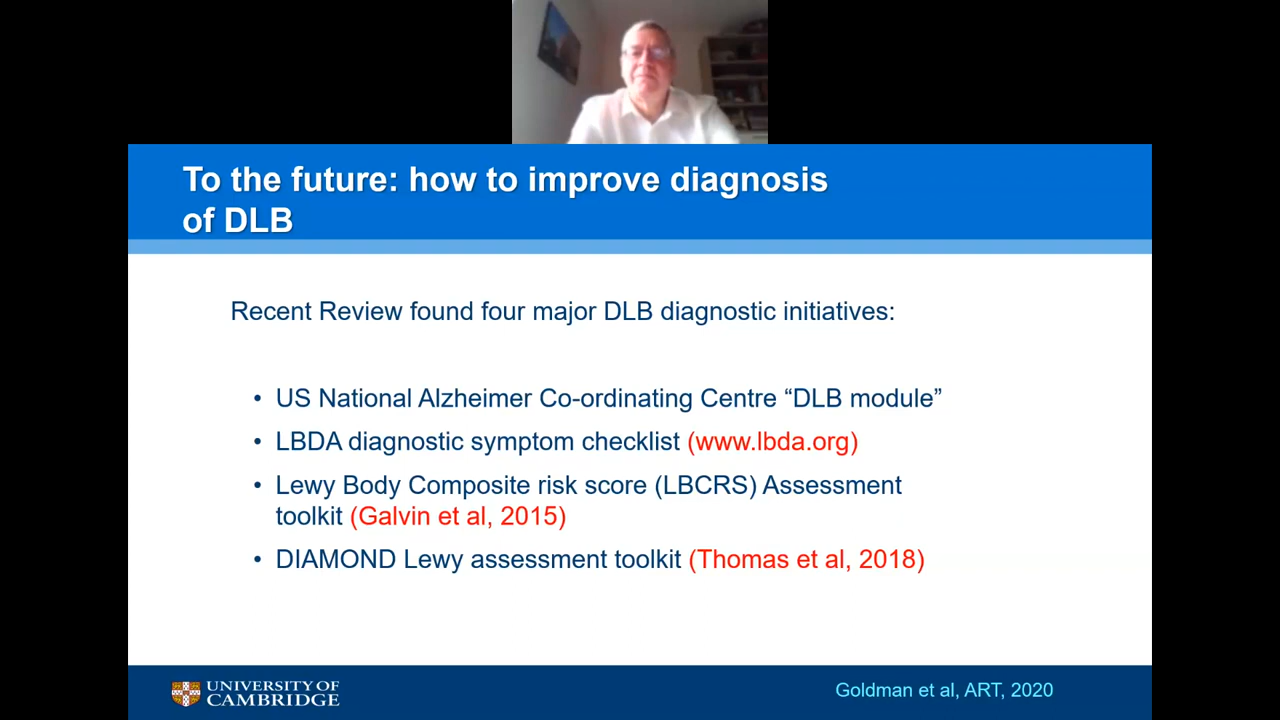 To the future: how to improve diagnosis
of DLB
Recent Review found four major DLB diagnostic initiatives:
• US National Alzheimer Co-ordinating Centre “DLB module”
• LBDA diagnostic symptom checklist (www.lbda.org)
• Lewy Body Composite risk score (LBCRS) Assessment
toolkit (Galvin et al, 2015)
• DIAMOND Lewy assessment toolkit (Thomas et al, 2018)
UNIVERSITY OF
CAMBRIDGE
Goldman et al, ART, 2020